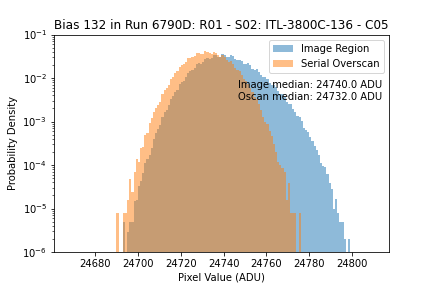 Bias 132 in Run 6790D: R01 - S02: ITL-3800C-136 - C05
Image Region
Serial Overscan
Image median: 24740.0 ADU
Oscan median: 24732.0 ADU
Probability Density
10⁻¹
10⁻²
10⁻³
10⁻⁴
10⁻⁵
10⁻⁶
24680 24700 24720 24740 24760 24780 24800
Pixel Value (ADU)